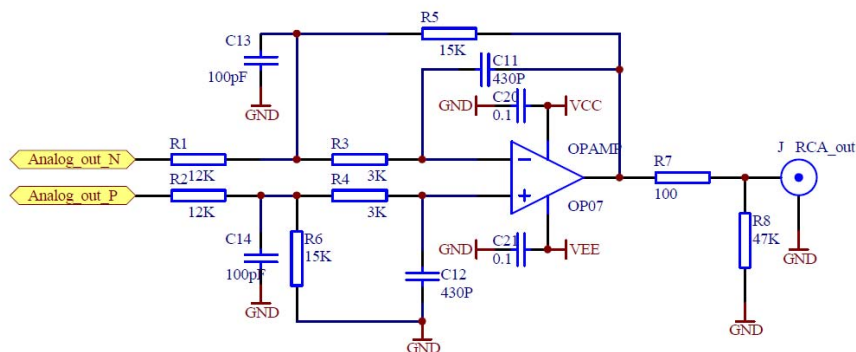 R5
15K
C13
100pF
GND
C11
430P
C20
0.1
GND
VCC
Analog_out_N
R1
12K
R3
3K
OPAMP
J RCA_out
Analog_out_P
R2
12K
R4
3K
OP07
R7
100
C14
100pF
GND
R6
15K
C12
430P
GND
GND
C21
0.1
VEE
R8
47K
GND
GND